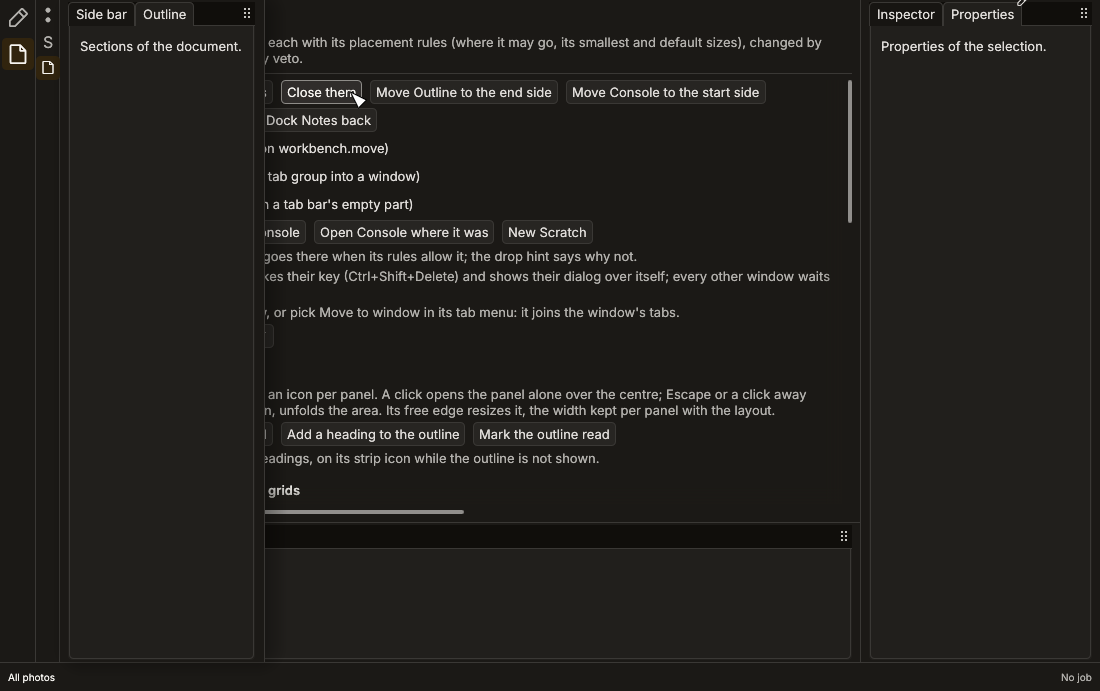 Side bar
Outline
Inspector
Properties
S
Sections of the document.
Properties of the selection.
each with its placement rules (where it may go, its smallest and default sizes), changed by
veto.
Close them
Move Outline to the end side
Move Console to the start side
Dock Notes back
workbench.move)
tab group into a window)
a tab bar's empty part)
Open Console where it was
New Scratch
goes there when its rules allow it; the drop hint says why not.
their key (Ctrl+Shift+Delete) and shows their dialog over itself; every other window waits
or pick Move to window in its tab menu: it joins the window's tabs.
an icon per panel. A click opens the panel alone over the centre; Escape or a click away
unfolds the area. Its free edge resizes it, the width kept per panel with the layout.
Add a heading to the outline
Mark the outline read
on its strip icon while the outline is not shown.
grids
All photos
No job